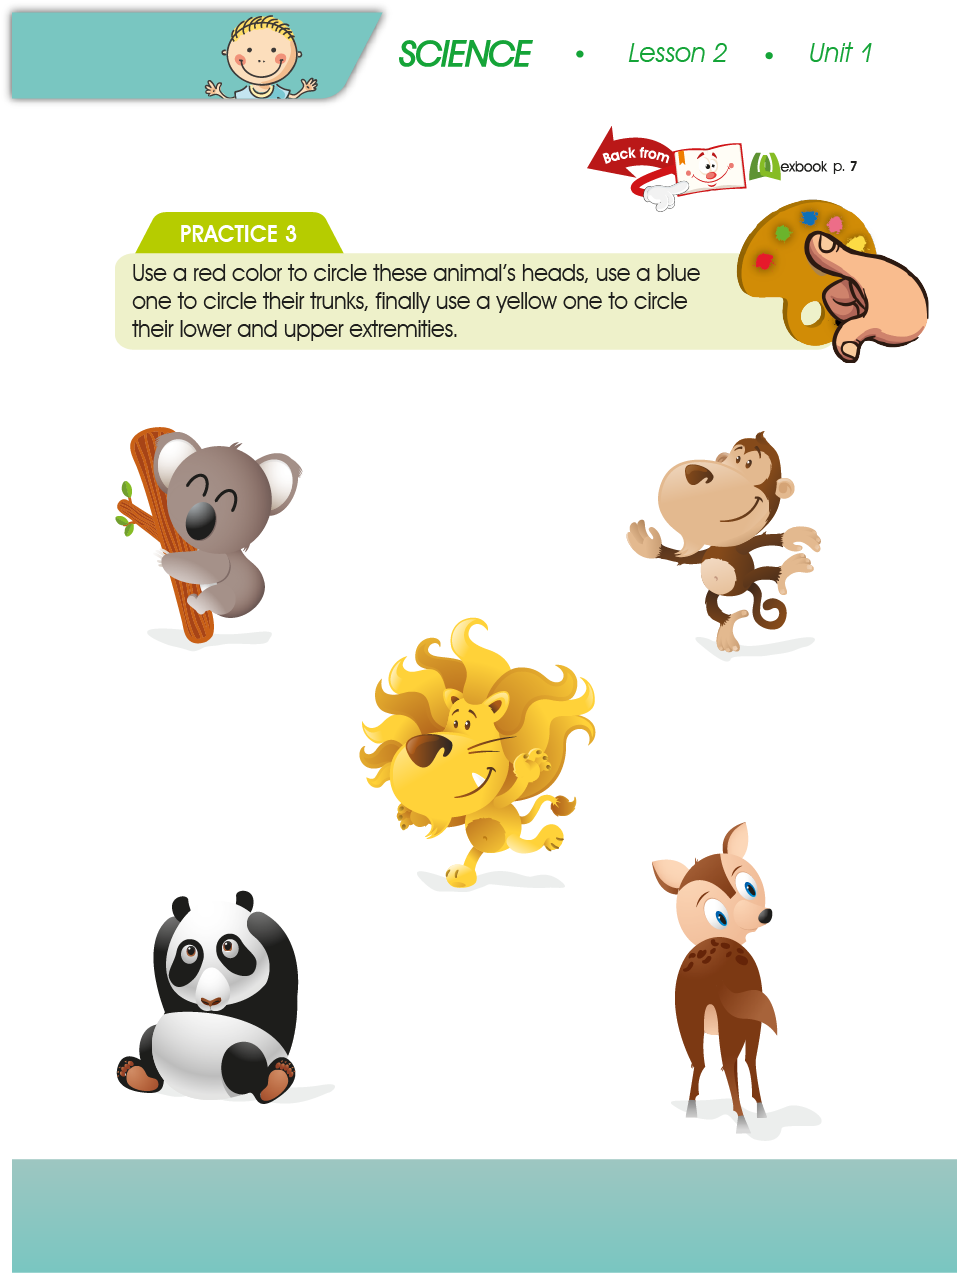 SCIENCE • Lesson 2 • Unit 1
Back from
exbook p. 7
PRACTICE 3
Use a red color to circle these animal's heads, use a blue
one to circle their trunks, finally use a yellow one to circle
their lower and upper extremities.